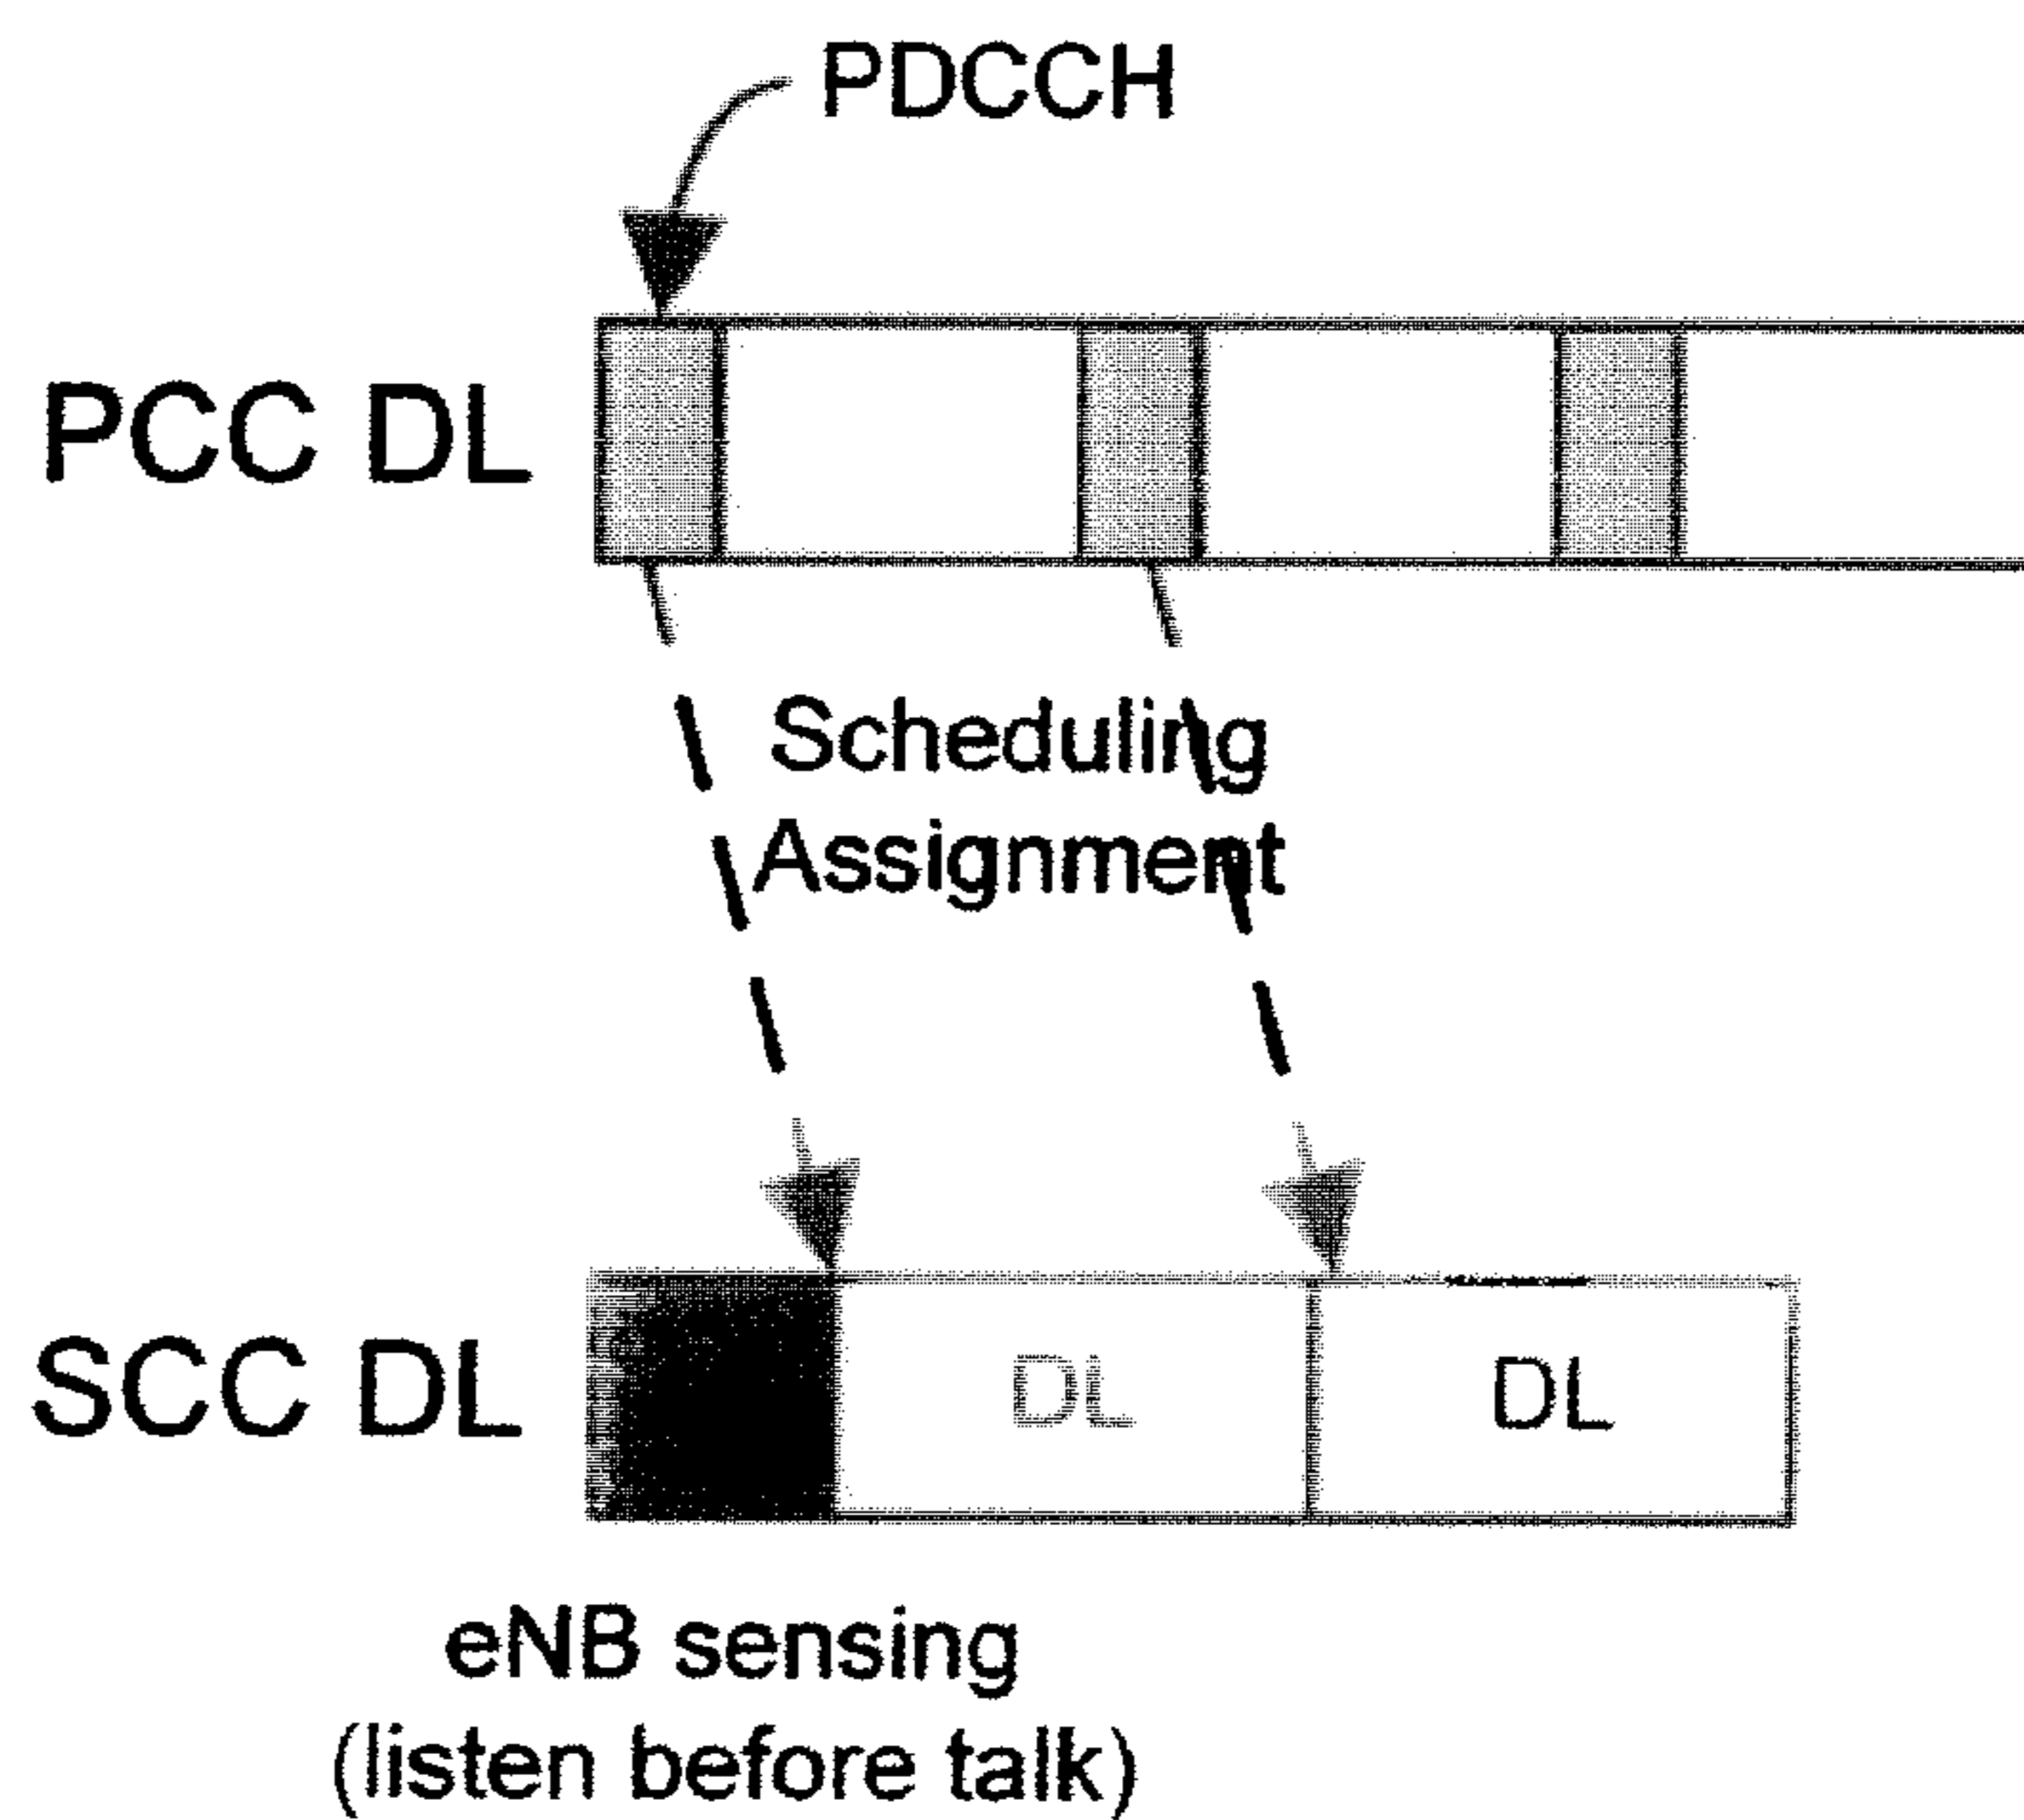 PDCCH
PCC DL
Scheduling
Assignment
SCC DL
DL
DL
eNB sensing
(listen before talk)